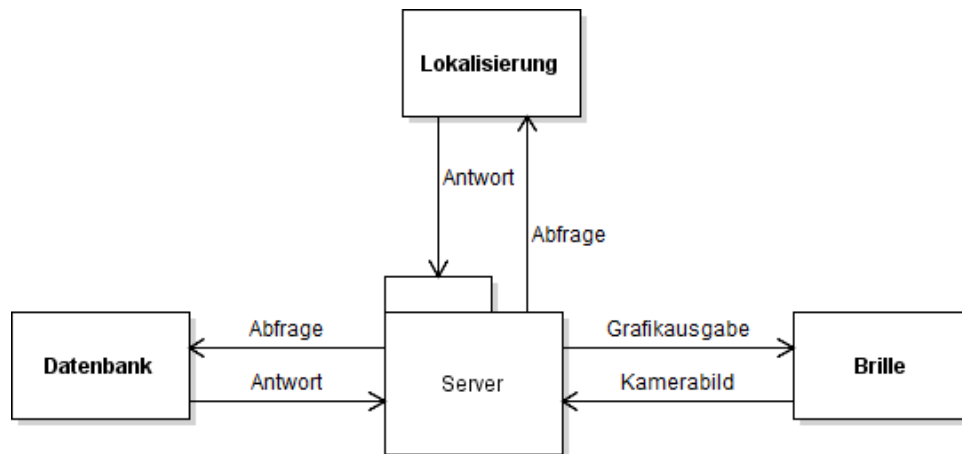 Lokalisierung
Antwort
Abfrage
Abfrage
Grafikausgabe
Datenbank
Server
Brille
Antwort
Kamerabild